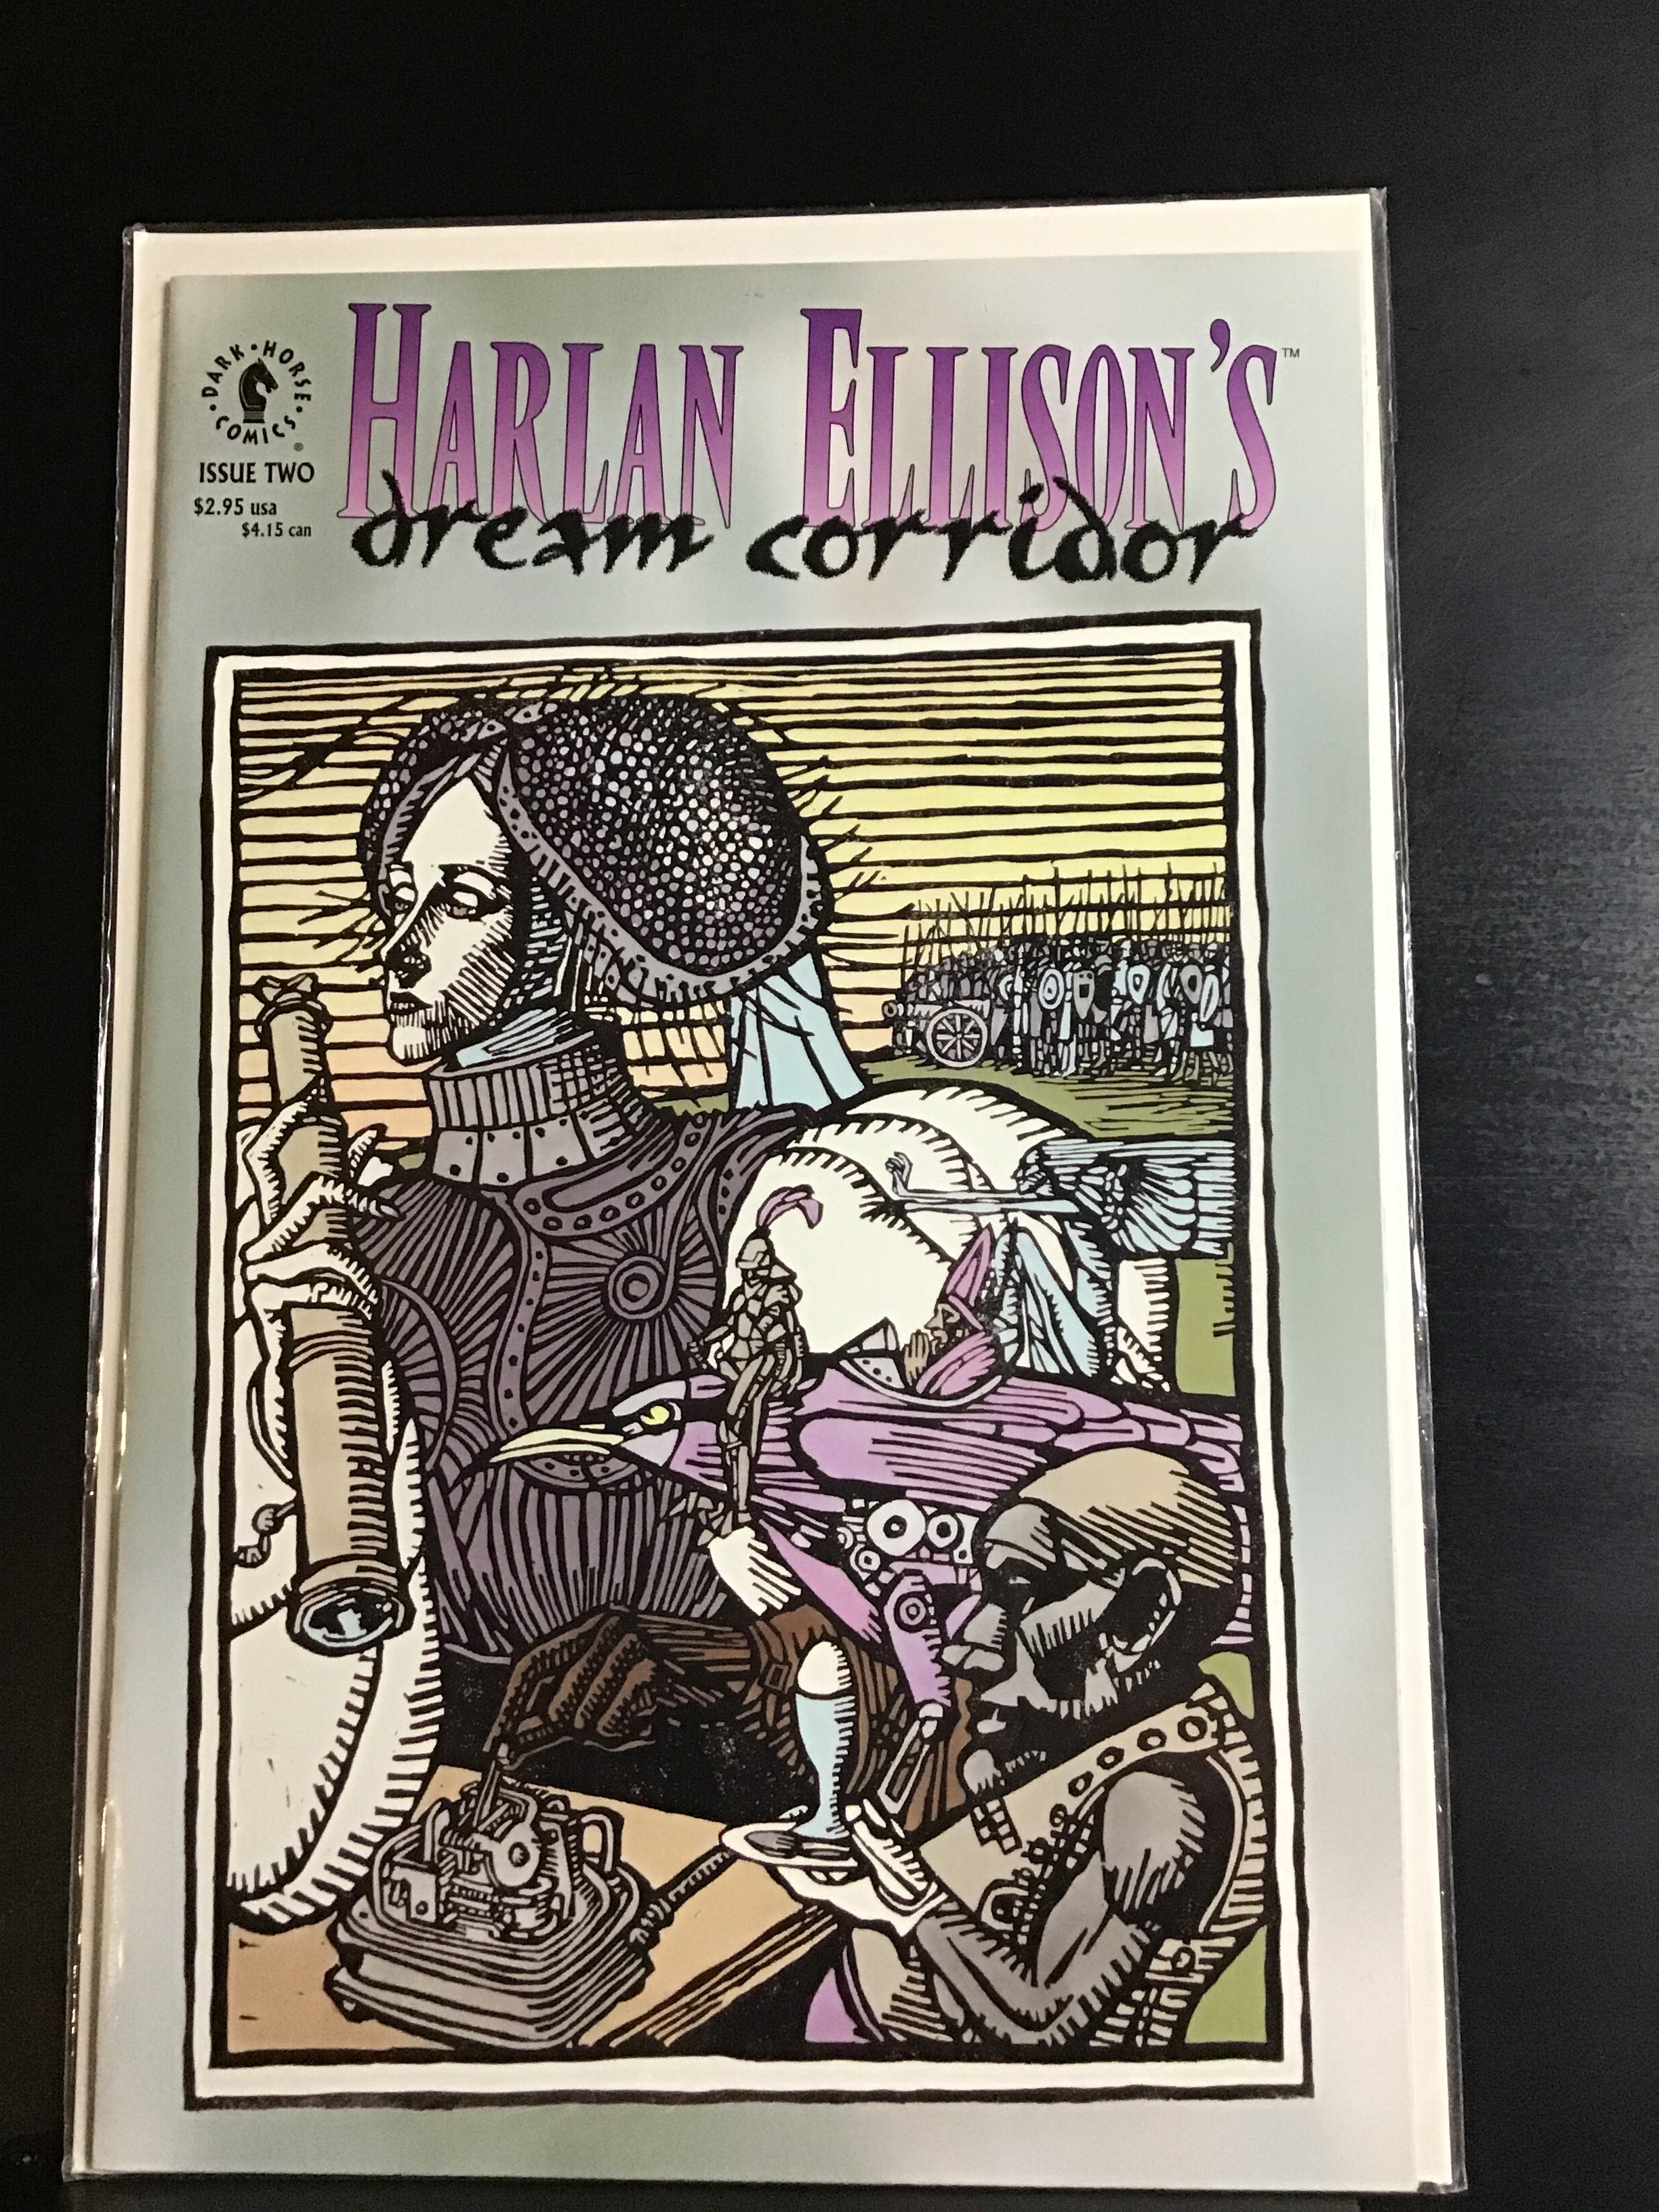 HARLAN ELLISON'S™
dream corridor
DARK • HORSE • COMICS •
®
ISSUE TWO
$2.95 usa
$4.15 can